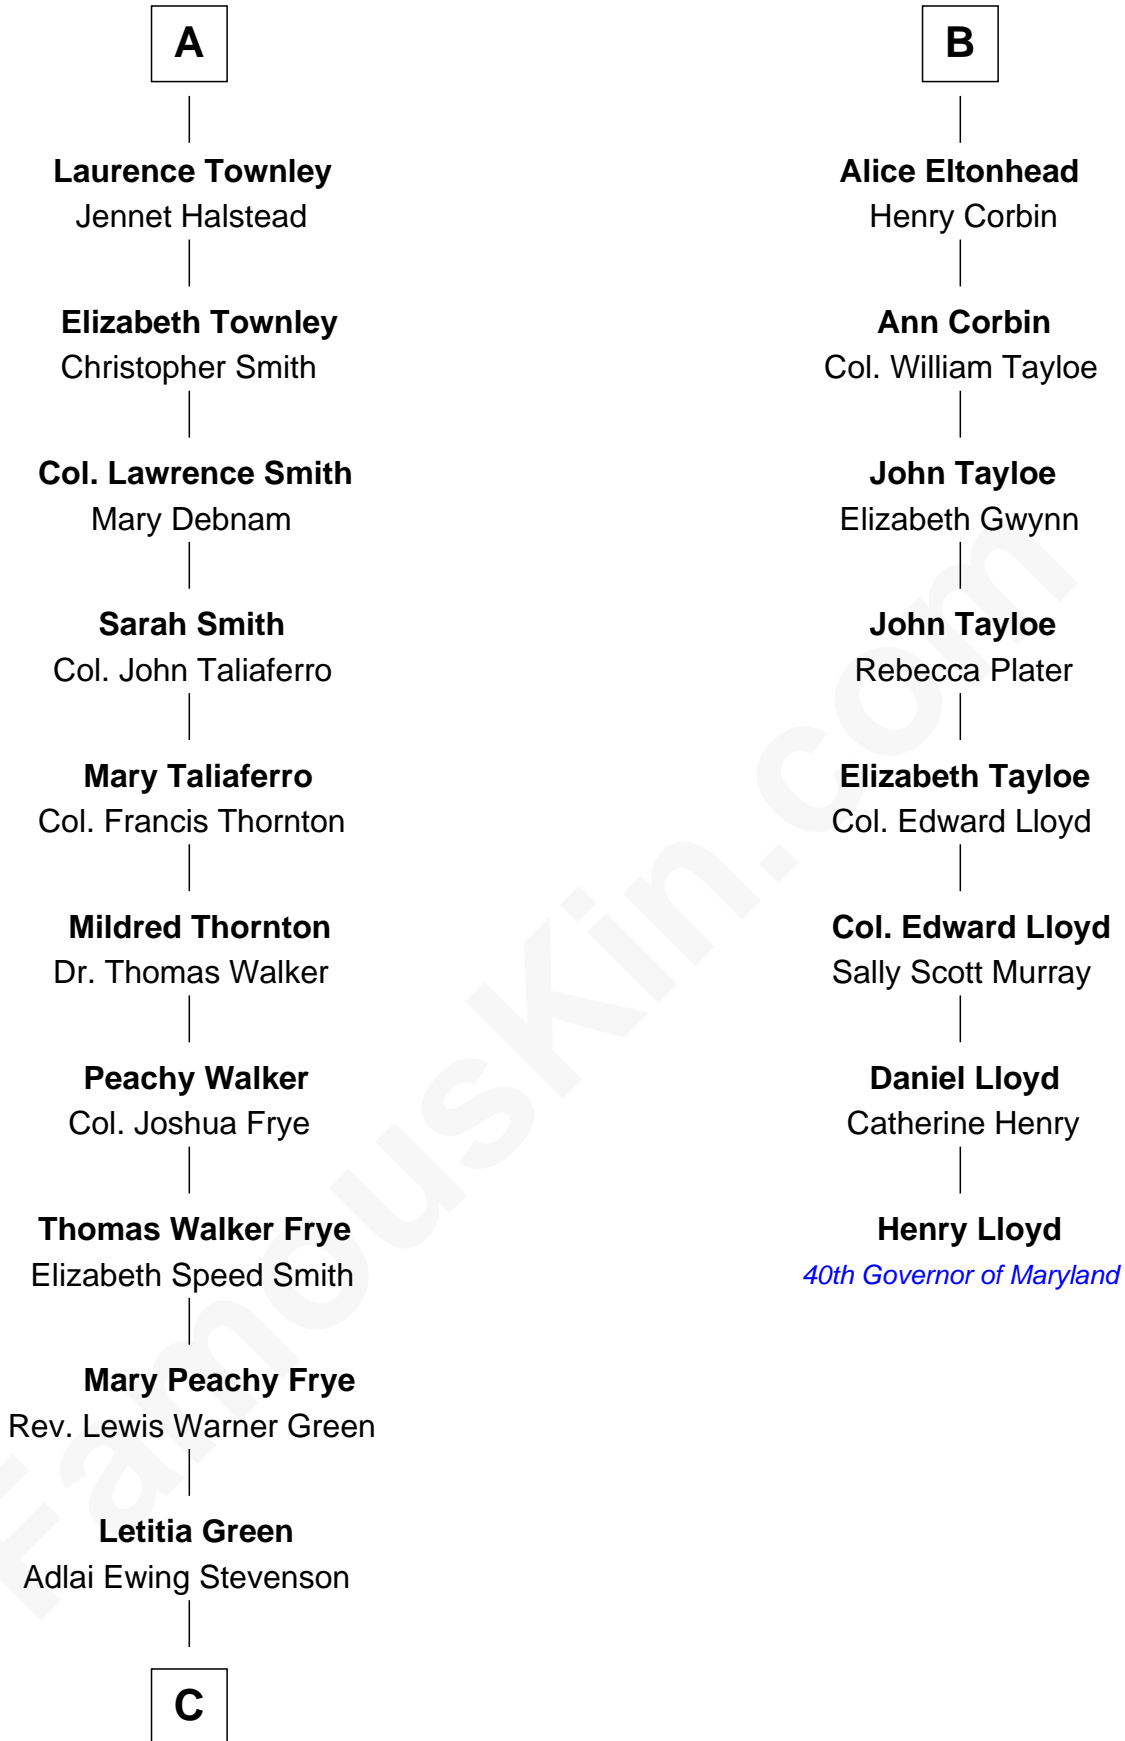 A
Laurence Townley
Jennet Halstead
Elizabeth Townley
Christopher Smith
Col. Lawrence Smith
Mary Debnam
Sarah Smith
Col. John Taliaferro
Mary Taliaferro
Col. Francis Thornton
Mildred Thornton
Dr. Thomas Walker
Peachy Walker
Col. Joshua Frye
Thomas Walker Frye
Elizabeth Speed Smith
Mary Peachy Frye
Rev. Lewis Warner Green
Letitia Green
Adlai Ewing Stevenson
C
B
Alice Eltonhead
Henry Corbin
Ann Corbin
Col. William Tayloe
John Tayloe
Elizabeth Gwynn
John Tayloe
Rebecca Plater
Elizabeth Tayloe
Col. Edward Lloyd
Col. Edward Lloyd
Sally Scott Murray
Daniel Lloyd
Catherine Henry
Henry Lloyd
40th Governor of Maryland
FamousKin.com